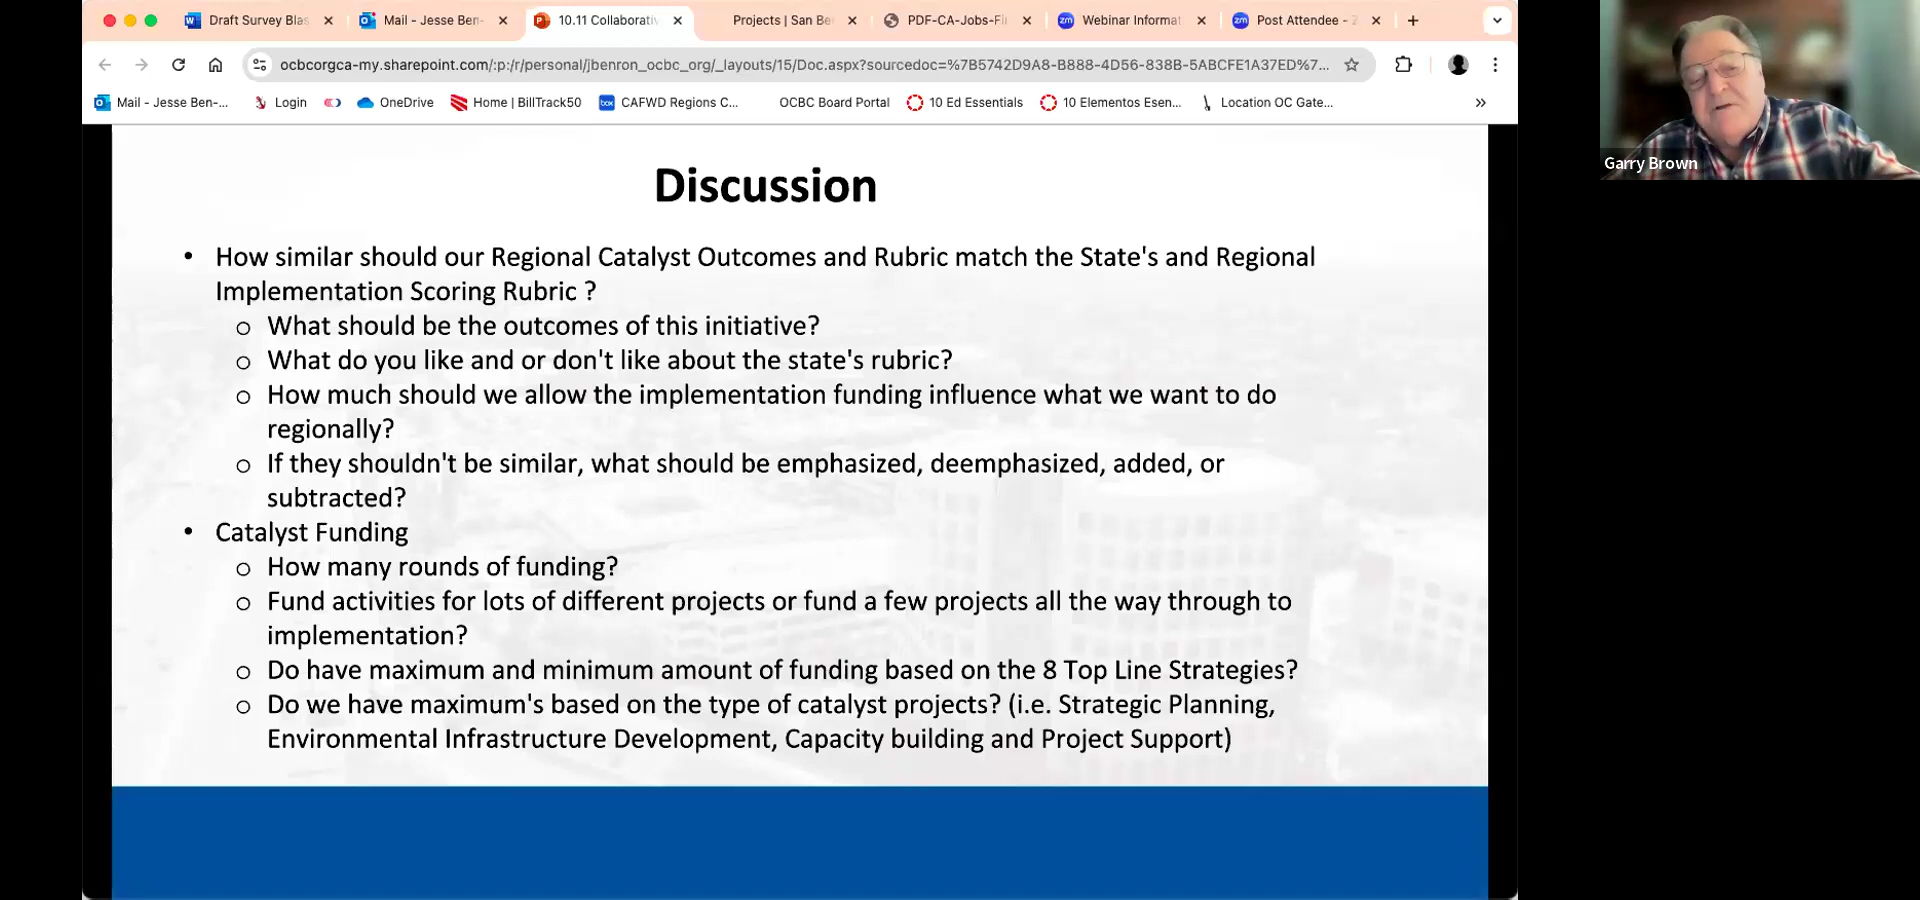 Draft Survey Blas
Mail - Jesse Ben-
10.11 Collaborativ
Projects | San Be
PDF-CA-Jobs-Fi
zm Webinar Informat
zm Post Attendee -
ocbcorgca-my.sharepoint.com/:p:/r/personal/jbenron_ocbc_org/_layouts/15/Doc.aspx?sourcedoc=%7B5742D9A8-B888-4D56-838B-5ABCFE1A37ED%7...
Mail - Jesse Ben-...
Login
OneDrive
Home | BillTrack50
box CAFWD Regions C...
OCBC Board Portal
10 Ed Essentials
10 Elementos Esen...
Location OC Gate...
Garry Brown
Discussion
• How similar should our Regional Catalyst Outcomes and Rubric match the State's and Regional
Implementation Scoring Rubric ?
o What should be the outcomes of this initiative?
o What do you like and or don't like about the state's rubric?
o How much should we allow the implementation funding influence what we want to do
regionally?
o If they shouldn't be similar, what should be emphasized, deemphasized, added, or
subtracted?
• Catalyst Funding
o How many rounds of funding?
o Fund activities for lots of different projects or fund a few projects all the way through to
implementation?
o Do have maximum and minimum amount of funding based on the 8 Top Line Strategies?
o Do we have maximum's based on the type of catalyst projects? (i.e. Strategic Planning,
Environmental Infrastructure Development, Capacity building and Project Support)